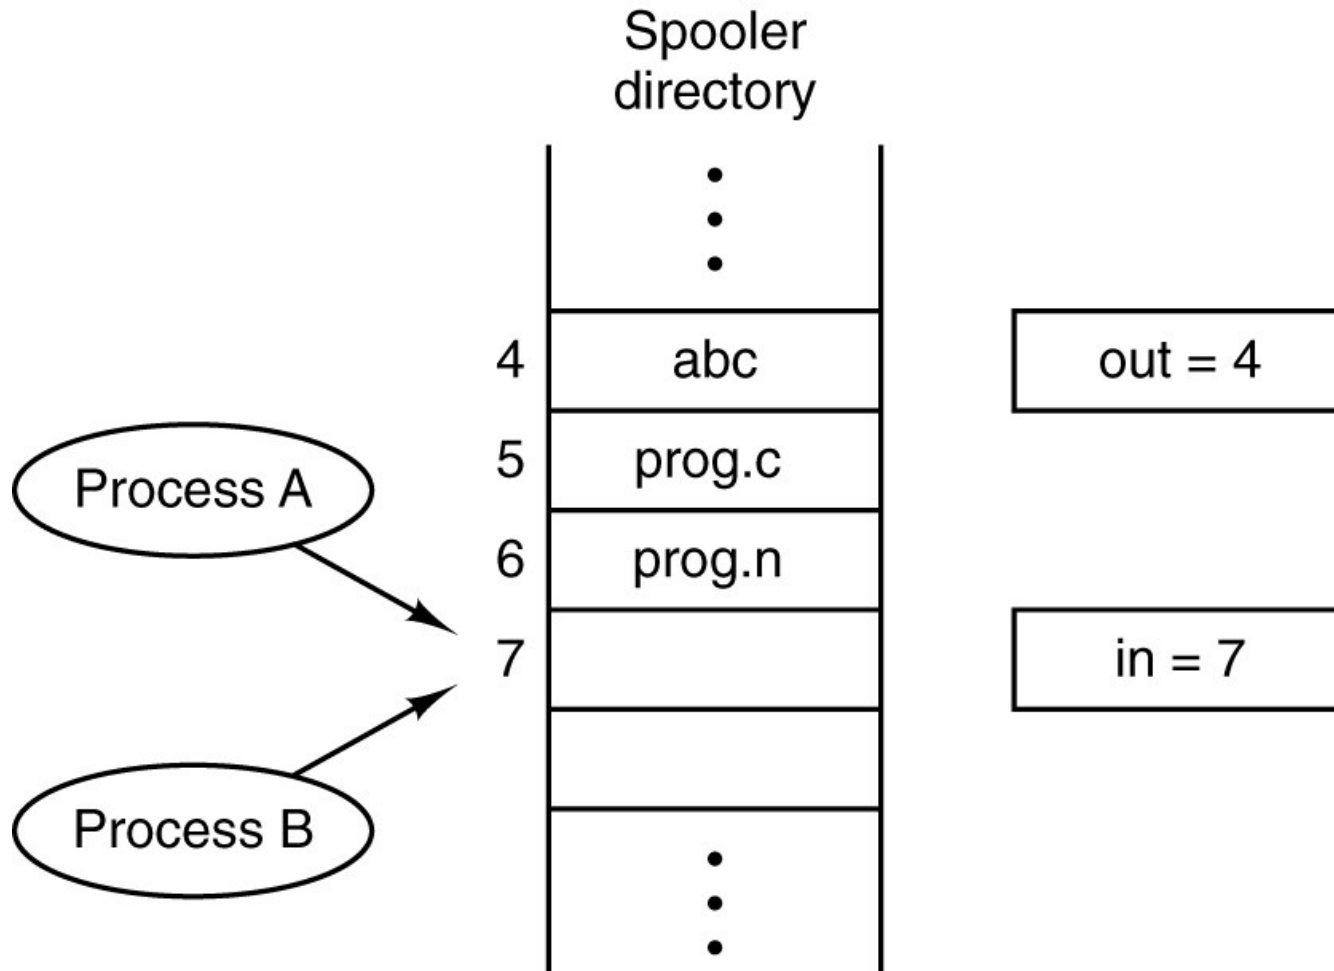 Spooler
directory
4 abc out = 4
5 prog.c
Process A
6 prog.n
7 in = 7
Process B